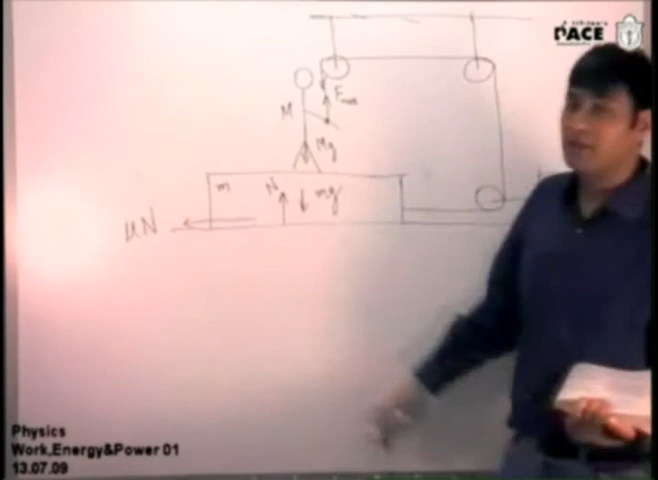 PACE
F
M
Mg
m
N
mg
μN
Physics
Work,Energy&Power 01
13.07.09